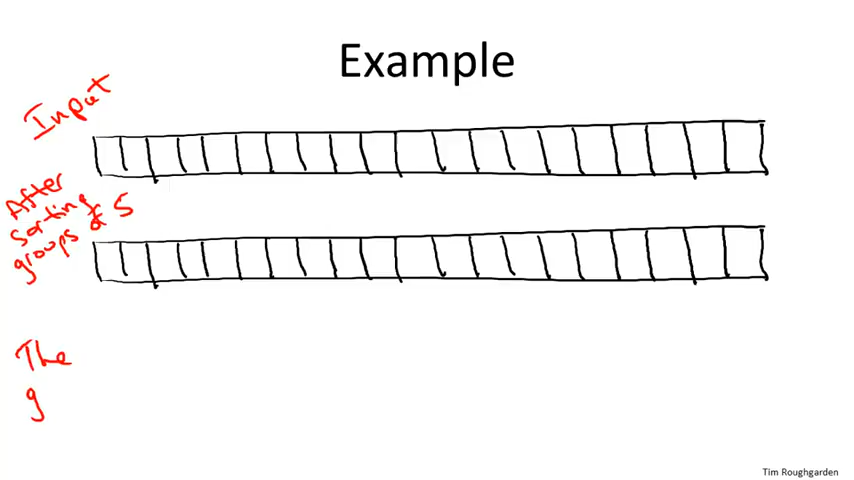 Example
Input
After
sorting
groups of 5
The
g
Tim Roughgarden